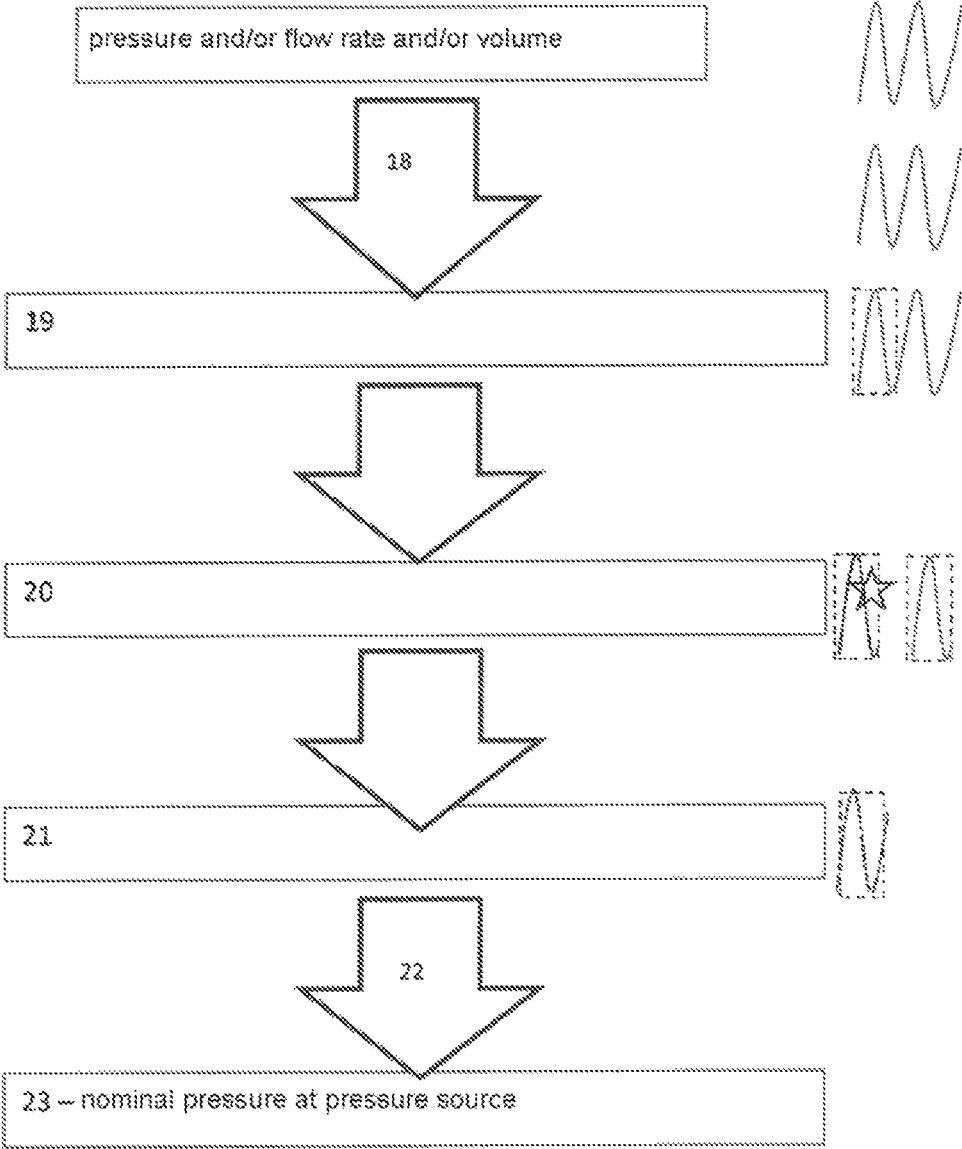 pressure and/or flow rate and/or volume
18
19
20
21
22
23 – nominal pressure at pressure source